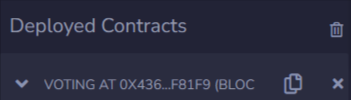 Deployed Contracts
VOTING AT 0X436...F81F9 (BLOC